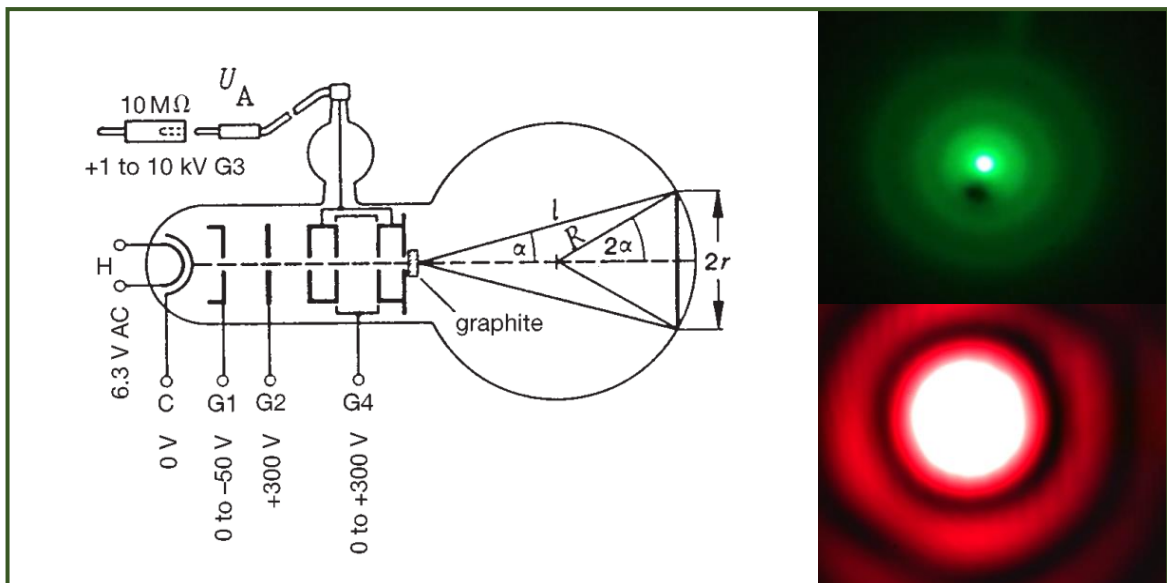 U_A
10 MΩ
+1 to 10 kV G3
l
α
R
2α
2r
H
graphite
6.3 V AC
C
G1
G2
G4
0 V
0 to –50 V
+300 V
0 to +300 V